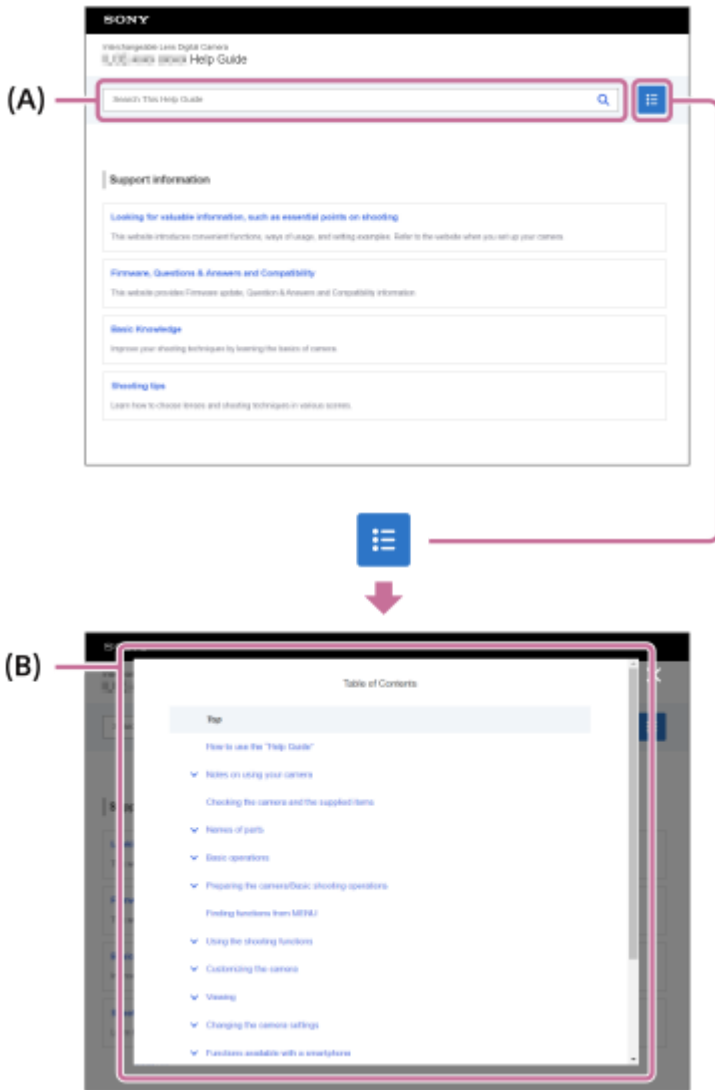 SONY
Interchangeable Lens Digital Camera
Help Guide
(A)
Search This Help Guide
Support information
Looking for valuable information, such as essential points on shooting
This website introduces convenient functions, ways of usage, and setting examples. Refer to the website when you set up your camera.
Firmware, Questions & Answers and Compatibility
This website provides Firmware update, Question & Answers and Compatibility information.
Basic Knowledge
Improve your shooting techniques by learning the basics of camera.
Shooting tips
Learn how to choose lenses and shooting techniques in various scenes.
(B)
Table of Contents
Top
How to use the "Help Guide"
Notes on using your camera
Checking the camera and the supplied items
Names of parts
Basic operations
Preparing the camera/Basic shooting operations
Finding functions from MENU
Using the shooting functions
Customizing the camera
Viewing
Changing the camera settings
Functions available with a smartphone